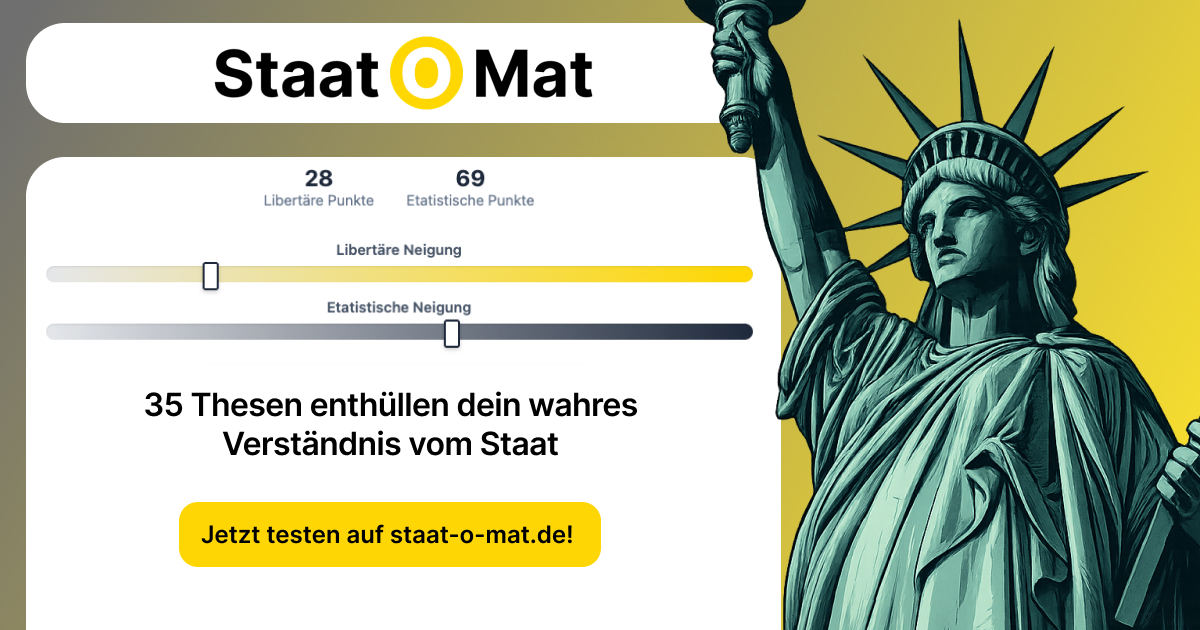 Staat O Mat
28 69
Libertäre Punkte Etatistische Punkte
Libertäre Neigung
Etatistische Neigung
35 Thesen enthüllen dein wahres
Verständnis vom Staat
Jetzt testen auf staat-o-mat.de!